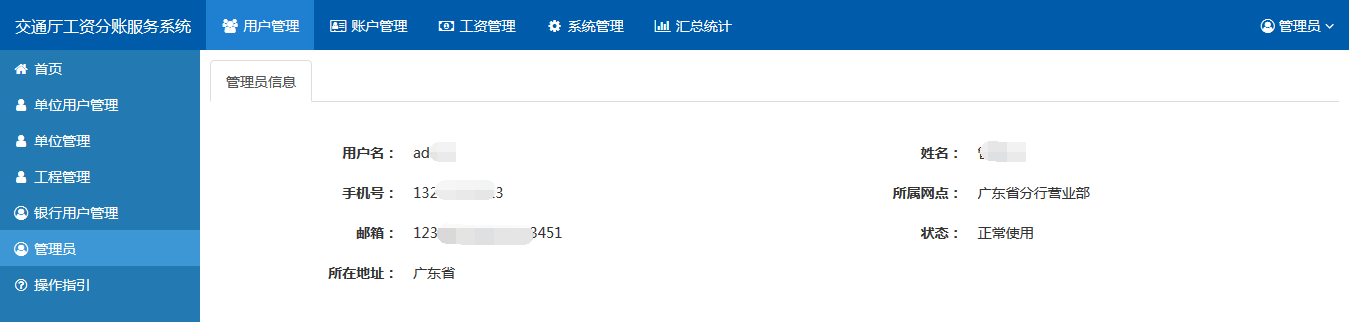 交通厅工资分账服务系统 用户管理 账户管理 工资管理 系统管理 汇总统计 管理员
首页
单位用户管理
单位管理
工程管理
银行用户管理
管理员
操作指引
管理员信息
用户名： ad
姓名：
手机号： 132 3
所属网点： 广东省分行营业部
邮箱： 123 3451
状态： 正常使用
所在地址： 广东省